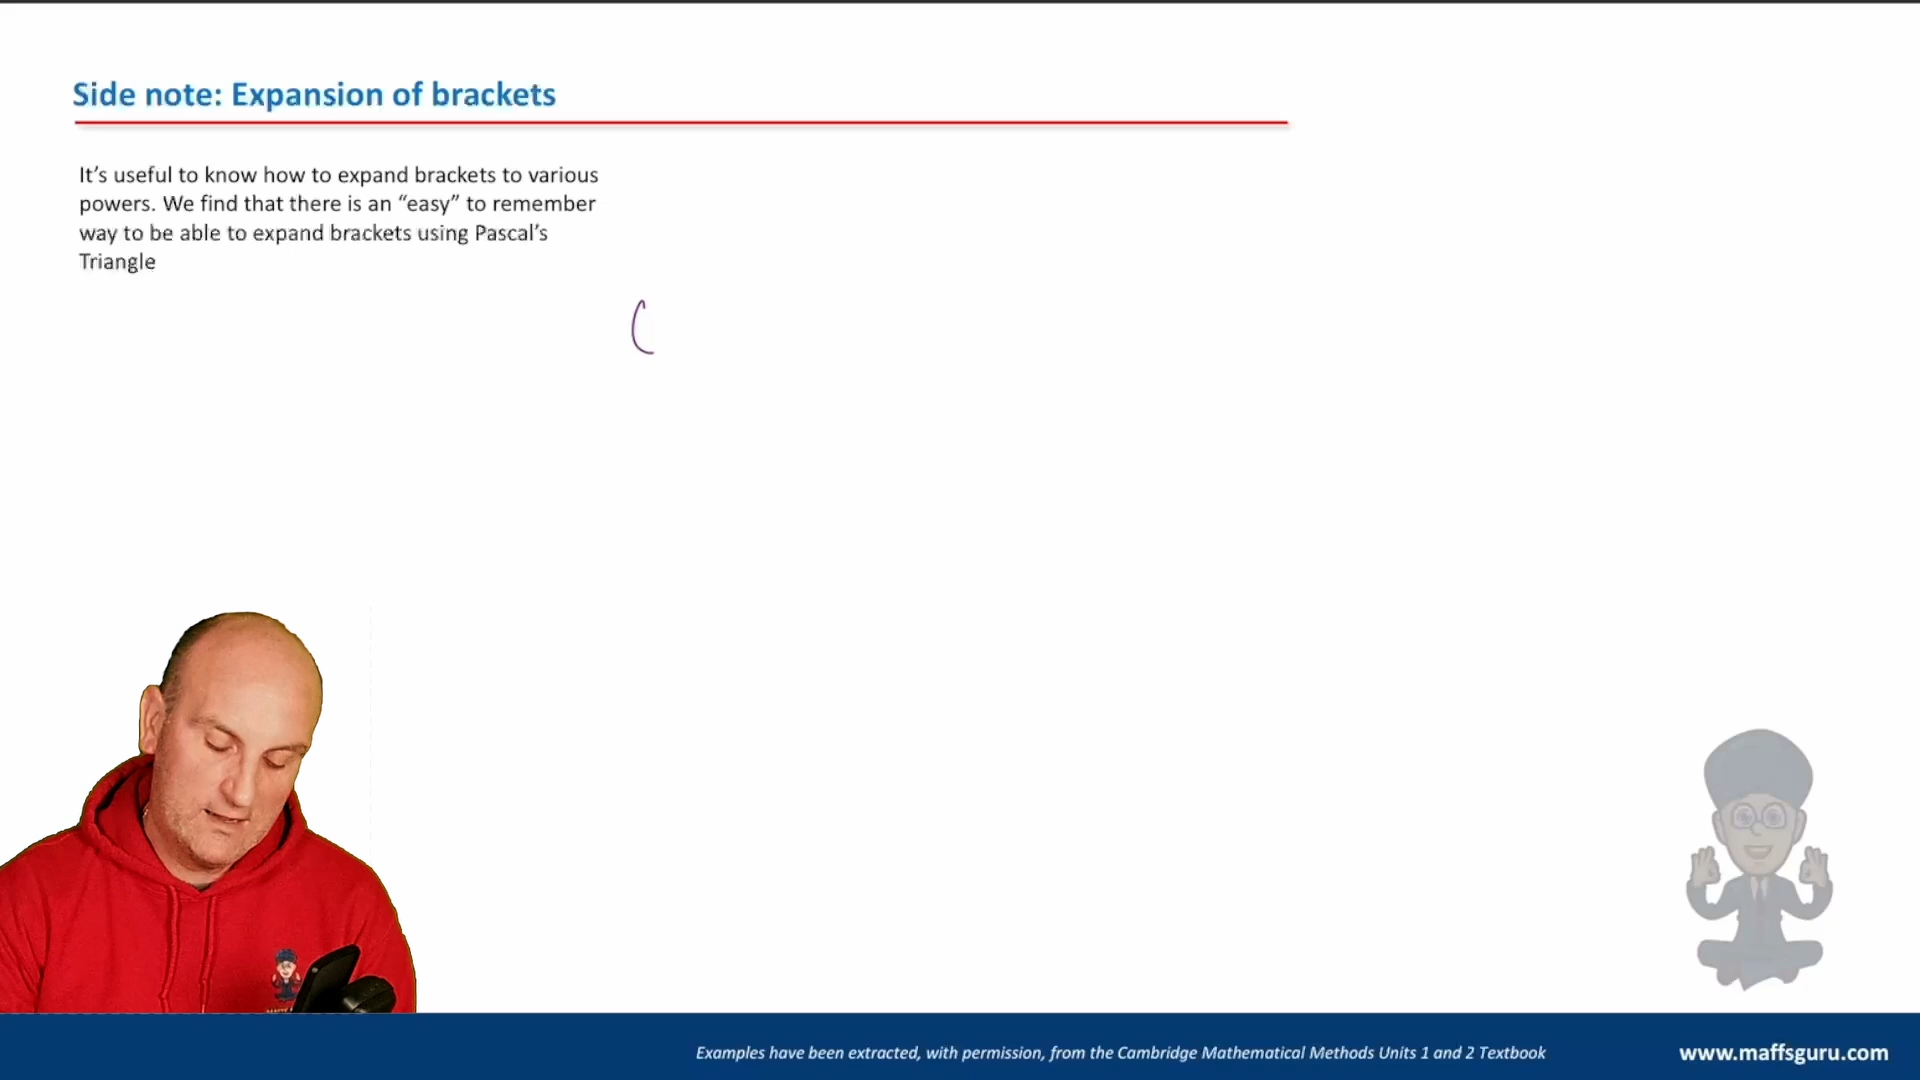 Side note: Expansion of brackets
It’s useful to know how to expand brackets to various
powers. We find that there is an “easy” to remember
way to be able to expand brackets using Pascal’s
Triangle
(
Examples have been extracted, with permission, from the Cambridge Mathematical Methods Units 1 and 2 Textbook
www.maffsguru.com